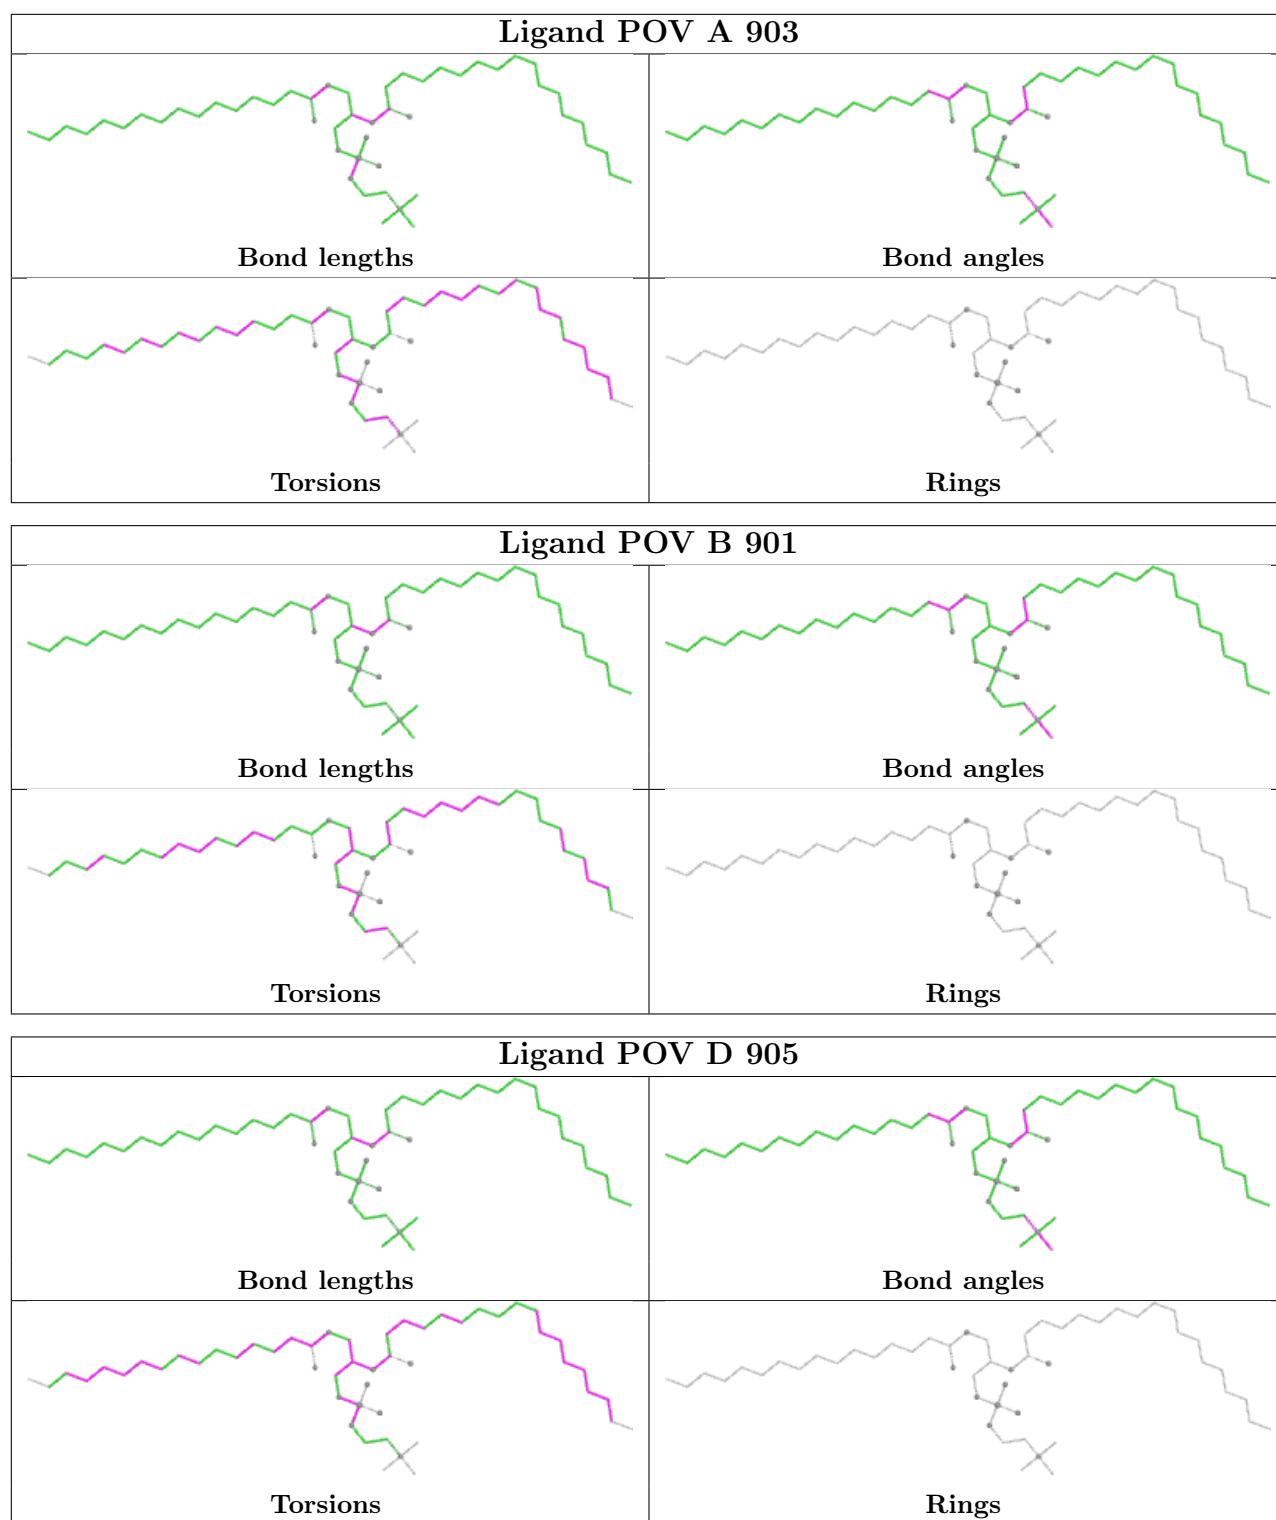 Ligand POV A 903
Bond lengths
Bond angles
Torsions
Rings
Ligand POV B 901
Bond lengths
Bond angles
Torsions
Rings
Ligand POV D 905
Bond lengths
Bond angles
Torsions
Rings